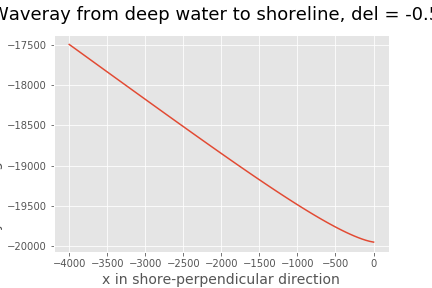 Waveray from deep water to shoreline, del = -0.5
−17500
−18000
−18500
−19000
−19500
−20000
−4000 −3500 −3000 −2500 −2000 −1500 −1000 −500 0
x in shore-perpendicular direction